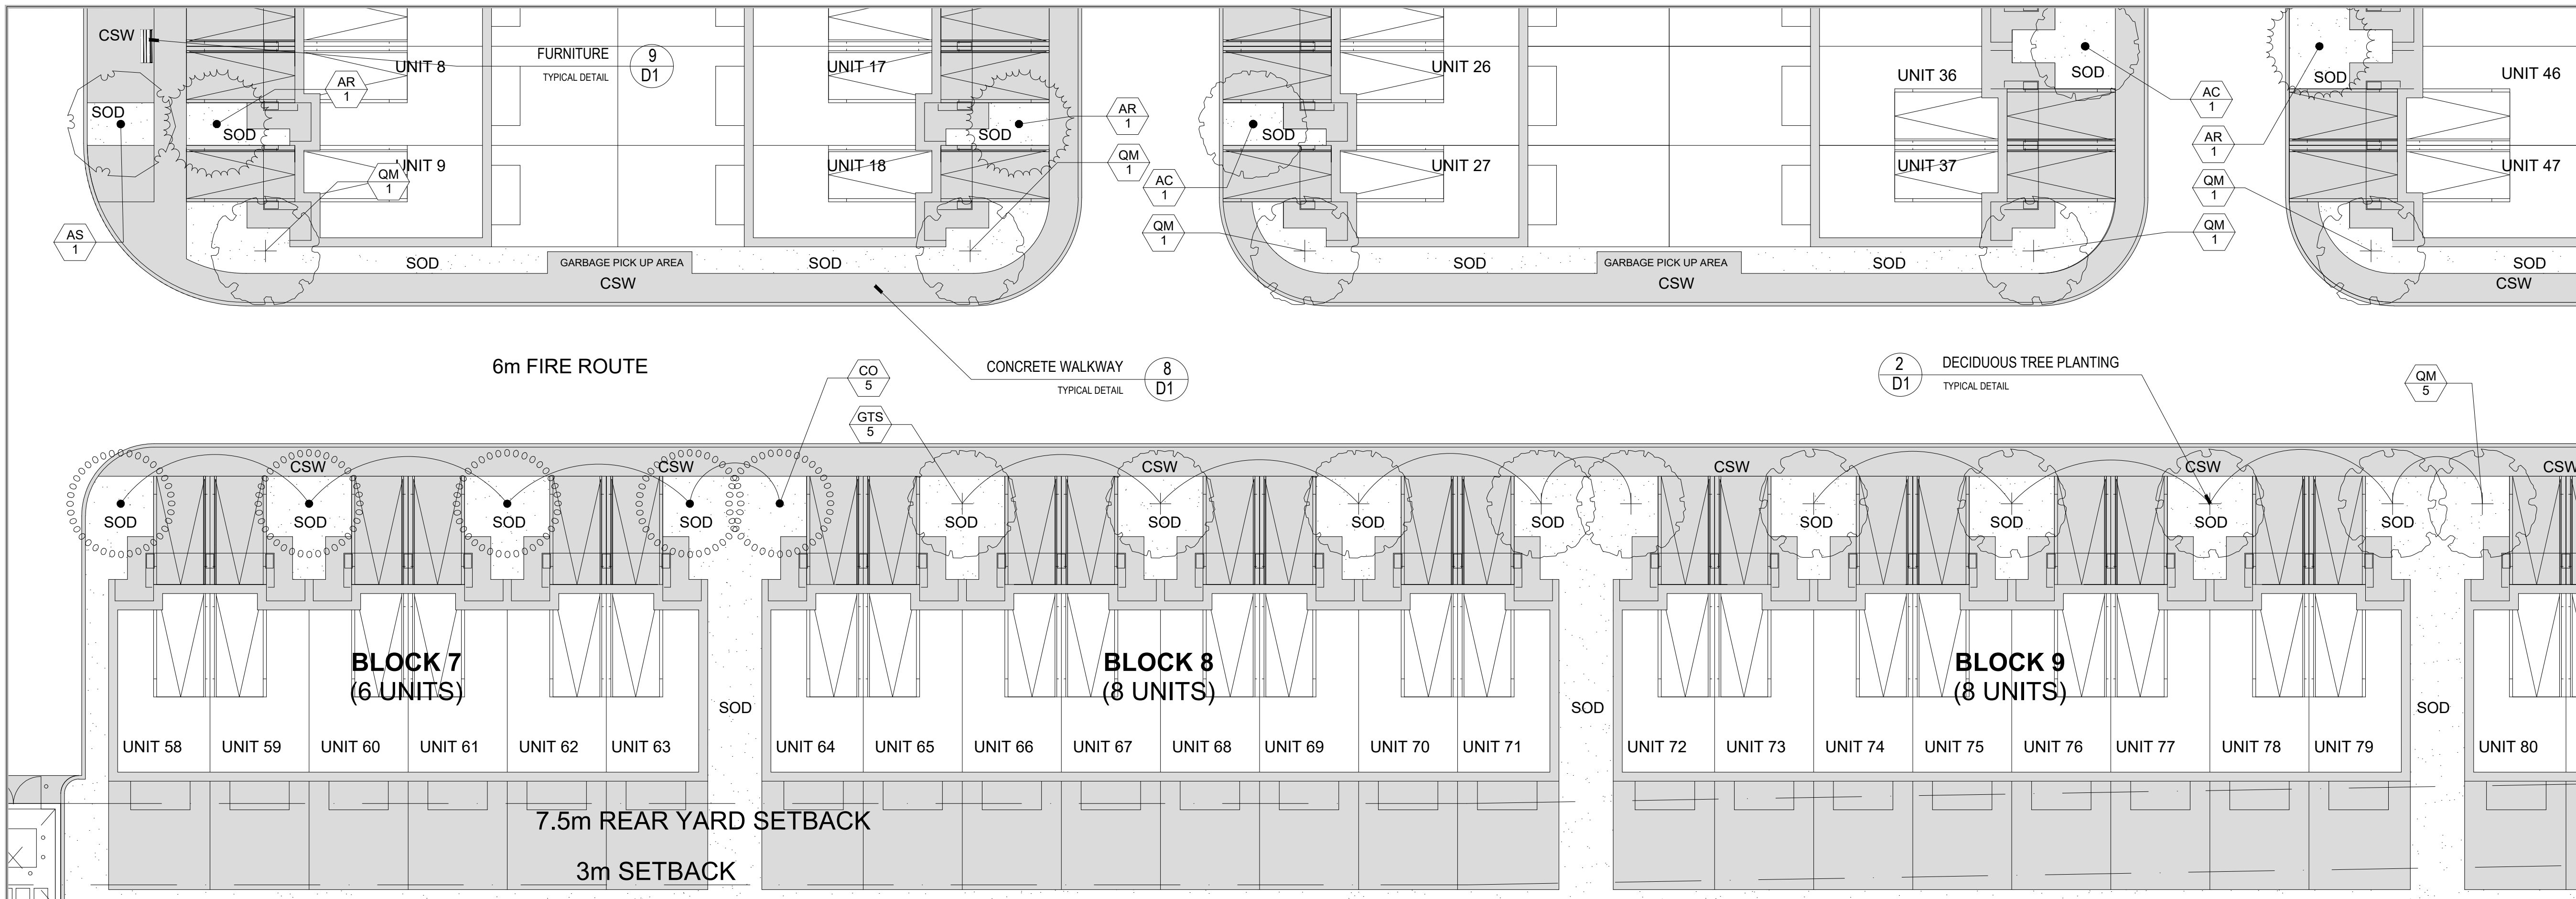 CSW
FURNITURE
TYPICAL DETAIL
9
D1
UNIT 8
AR
1
UNIT 17
UNIT 26
UNIT 36
SOD
AC
1
SOD
UNIT 46
SOD
SOD
SOD
AR
1
SOD
AR
1
UNIT 9
QM
1
UNIT 18
QM
1
AC
1
UNIT 27
UNIT 37
QM
1
UNIT 47
AS
1
QM
1
QM
1
SOD
GARBAGE PICK UP AREA
SOD
CSW
SOD
GARBAGE PICK UP AREA
SOD
CSW
SOD
CSW
6m FIRE ROUTE
CO
5
CONCRETE WALKWAY
TYPICAL DETAIL
8
D1
2
D1
DECIDUOUS TREE PLANTING
TYPICAL DETAIL
QM
5
GTS
5
CSW
CSW
CSW
CSW
CSW
CSW
SOD
SOD
SOD
SOD
SOD
SOD
SOD
SOD
SOD
SOD
SOD
SOD
BLOCK 7
(6 UNITS)
BLOCK 8
(8 UNITS)
BLOCK 9
(8 UNITS)
SOD
SOD
SOD
UNIT 58
UNIT 59
UNIT 60
UNIT 61
UNIT 62
UNIT 63
UNIT 64
UNIT 65
UNIT 66
UNIT 67
UNIT 68
UNIT 69
UNIT 70
UNIT 71
UNIT 72
UNIT 73
UNIT 74
UNIT 75
UNIT 76
UNIT 77
UNIT 78
UNIT 79
UNIT 80
7.5m REAR YARD SETBACK
3m SETBACK